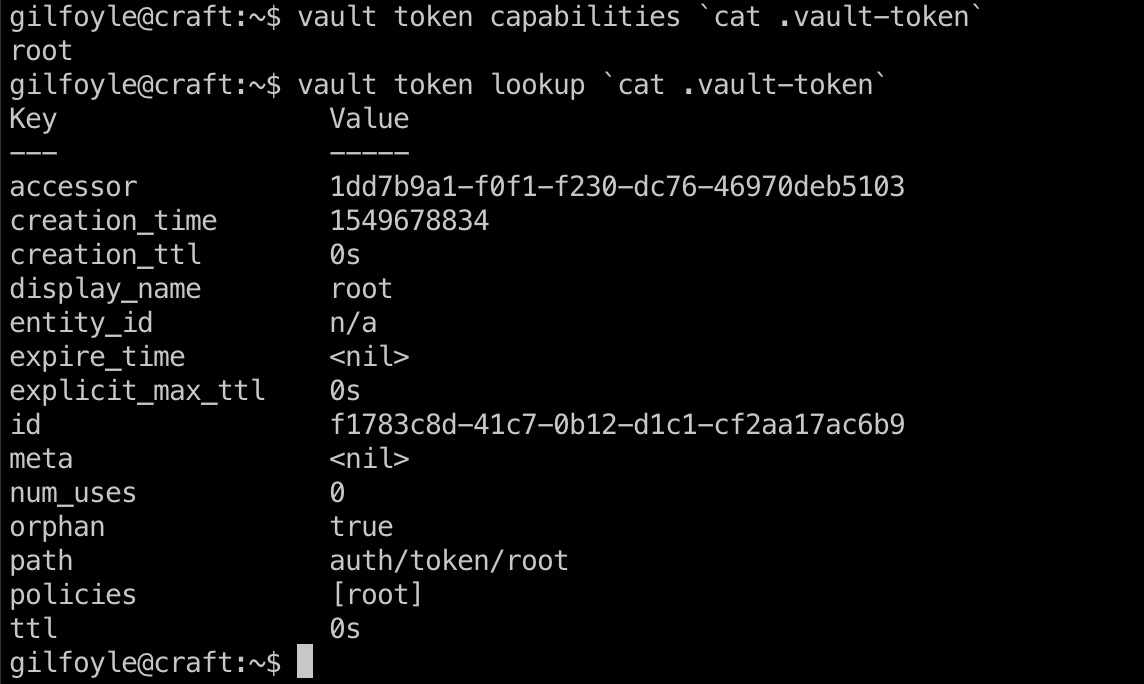 gilfoyle@craft:~$ vault token capabilities `cat .vault-token`
root
gilfoyle@craft:~$ vault token lookup `cat .vault-token`
Key                 Value
---                 -----
accessor            1dd7b9a1-f0f1-f230-dc76-46970deb5103
creation_time       1549678834
creation_ttl        0s
display_name        root
entity_id           n/a
expire_time         <nil>
explicit_max_ttl    0s
id                  f1783c8d-41c7-0b12-d1c1-cf2aa17ac6b9
meta                <nil>
num_uses            0
orphan              true
path                auth/token/root
policies            [root]
ttl                 0s
gilfoyle@craft:~$